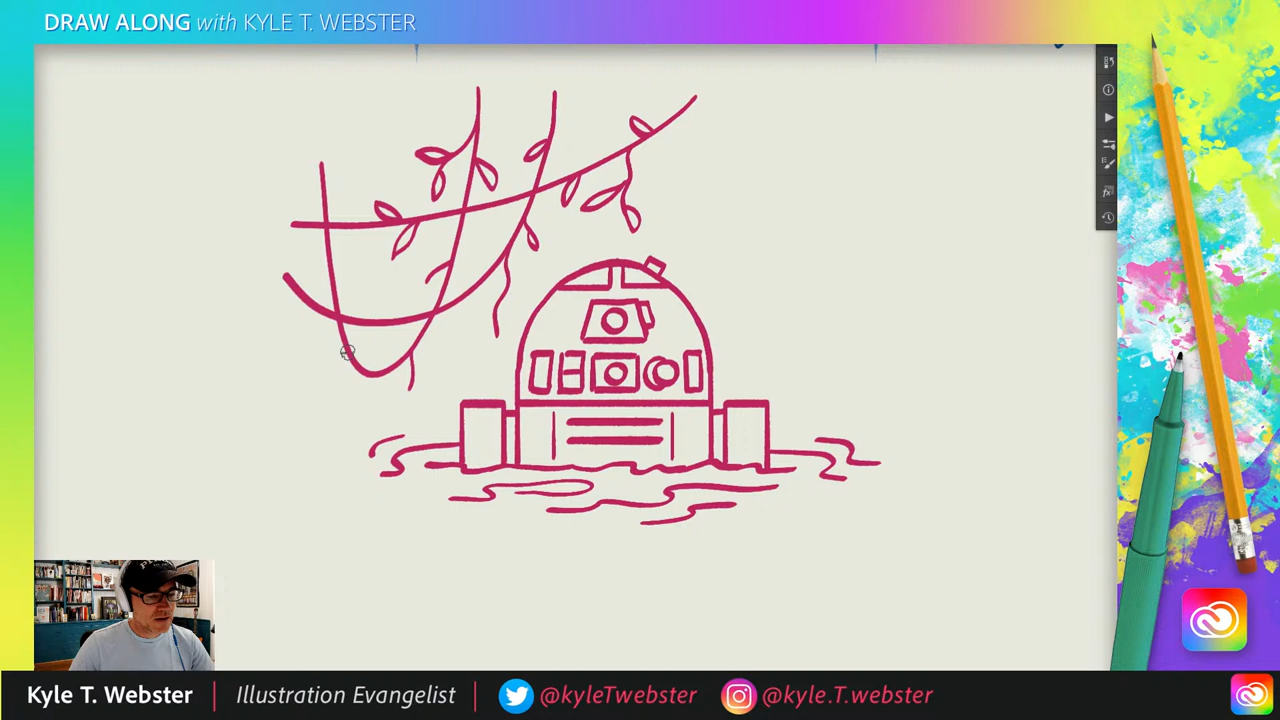 DRAW ALONG with KYLE T. WEBSTER
Kyle T. Webster | Illustration Evangelist | @kyleTwebster @kyle.T.webster